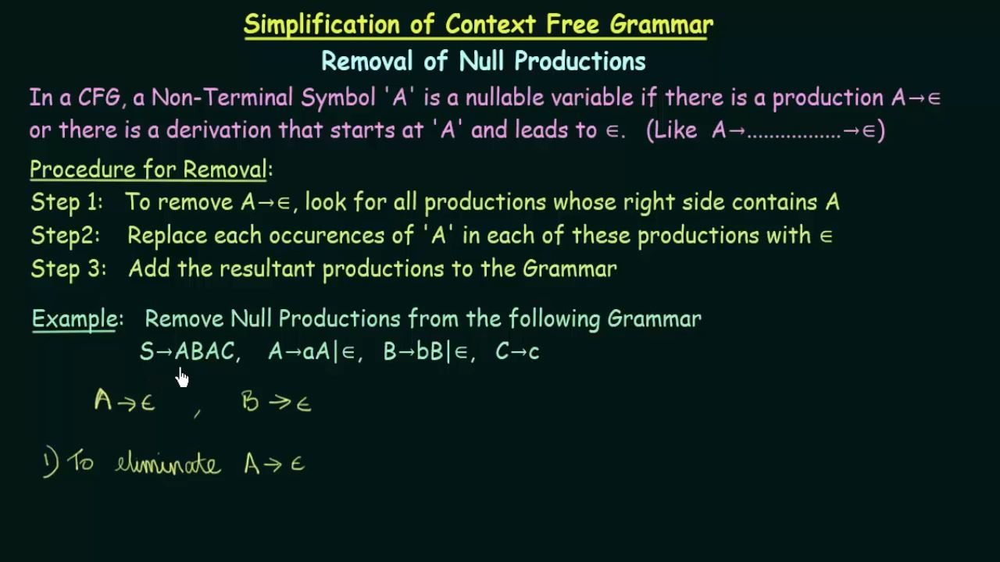 Simplification of Context Free Grammar
Removal of Null Productions
In a CFG, a Non-Terminal Symbol 'A' is a nullable variable if there is a production A→∈
or there is a derivation that starts at 'A' and leads to ∈. (Like A→.................→∈)
Procedure for Removal:
Step 1: To remove A→∈, look for all productions whose right side contains A
Step2: Replace each occurences of 'A' in each of these productions with ∈
Step 3: Add the resultant productions to the Grammar
Example: Remove Null Productions from the following Grammar
S→ABAC, A→aA|∈, B→bB|∈, C→c
A→∈ , B→∈
1) To eliminate A→∈